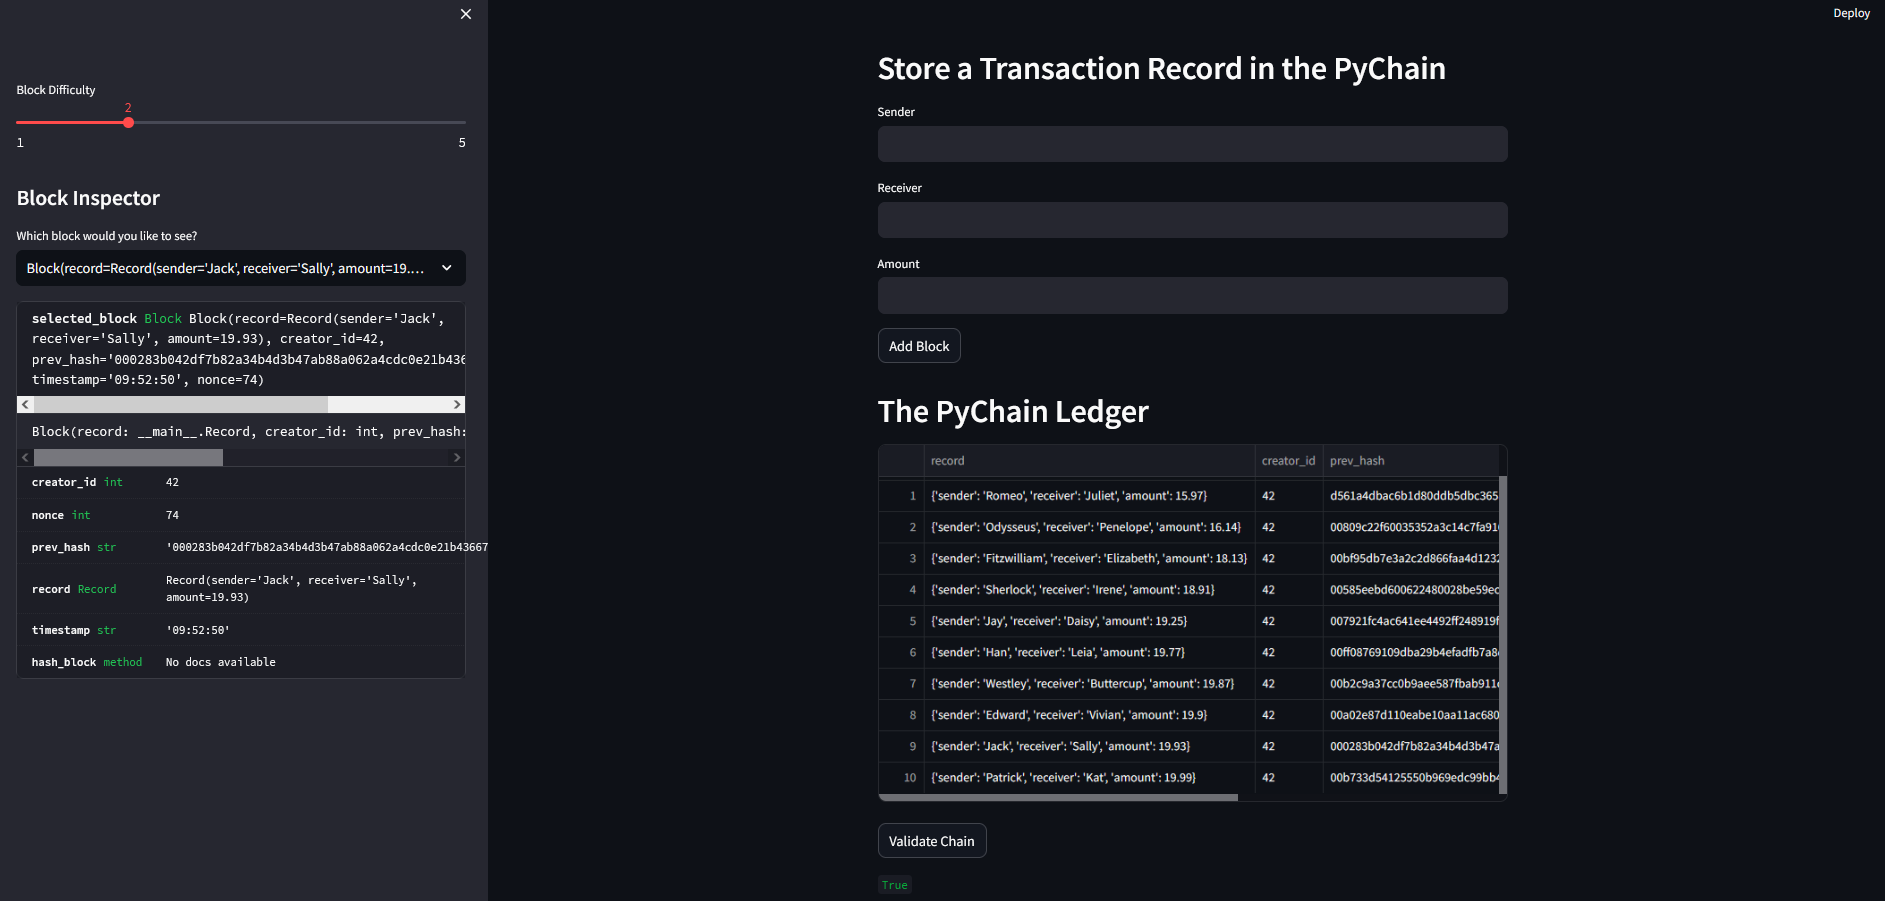 Deploy
Block Difficulty
2
1
5
Block Inspector
Which block would you like to see?
Block(record=Record(sender='Jack', receiver='Sally', amount=19....
selected_block Block Block(record=Record(sender='Jack',
receiver='Sally', amount=19.93), creator_id=42,
prev_hash='000283b042df7b82a34b4d3b47ab88a062a4cdc0e21b436
timestamp='09:52:50', nonce=74)
Block(record: __main__.Record, creator_id: int, prev_hash:
creator_id int 42
nonce int 74
prev_hash str '000283b042df7b82a34b4d3b47ab88a062a4cdc0e21b43667
record Record Record(sender='Jack', receiver='Sally',
amount=19.93)
timestamp str '09:52:50'
hash_block method No docs available
Store a Transaction Record in the PyChain
Sender
Receiver
Amount
Add Block
The PyChain Ledger
record creator_id prev_hash
1 {'sender': 'Romeo', 'receiver': 'Juliet', 'amount': 15.97} 42 d561a4dbac6b1d80ddb5dbc365
2 {'sender': 'Odysseus', 'receiver': 'Penelope', 'amount': 16.14} 42 00809c22f60035352a3c14c7fa91
3 {'sender': 'Fitzwilliam', 'receiver': 'Elizabeth', 'amount': 18.13} 42 00bf95db7e3a2c2d866faa4d1232
4 {'sender': 'Sherlock', 'receiver': 'Irene', 'amount': 18.91} 42 00585eebd600622480028be59ec
5 {'sender': 'Jay', 'receiver': 'Daisy', 'amount': 19.25} 42 007921fc4ac641ee4492ff248919f
6 {'sender': 'Han', 'receiver': 'Leia', 'amount': 19.77} 42 00ff08769109dba29b4efadfb7a8
7 {'sender': 'Westley', 'receiver': 'Buttercup', 'amount': 19.87} 42 00b2c9a37cc0b9aee587fbab911
8 {'sender': 'Edward', 'receiver': 'Vivian', 'amount': 19.9} 42 00a02e87d110eabe10aa11ac680
9 {'sender': 'Jack', 'receiver': 'Sally', 'amount': 19.93} 42 000283b042df7b82a34b4d3b47a
10 {'sender': 'Patrick', 'receiver': 'Kat', 'amount': 19.99} 42 00b733d54125550b969edc99bb4
Validate Chain
True